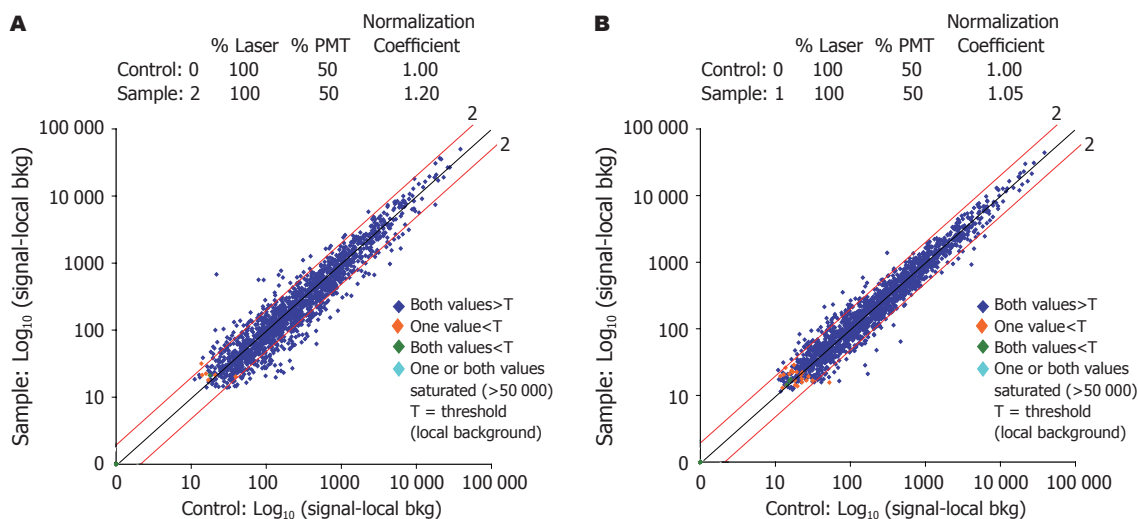 A
Normalization
% Laser % PMT Coefficient
Control: 0 100 50 1.00
Sample: 2 100 50 1.20
2
2
100 000
10 000
1000
100
10
0
Sample: Log₁₀ (signal-local bkg)
Both values>T
One value<T
Both values<T
One or both values
saturated (>50 000)
T = threshold
(local background)
0 10 100 1000 10 000 100 000
Control: Log₁₀ (signal-local bkg)
B
Normalization
% Laser % PMT Coefficient
Control: 0 100 50 1.00
Sample: 1 100 50 1.05
2
2
100 000
10 000
1000
100
10
0
Sample: Log₁₀ (signal-local bkg)
Both values>T
One value<T
Both values<T
One or both values
saturated (>50 000)
T = threshold
(local background)
0 10 100 1000 10 000 100 000
Control: Log₁₀ (signal-local bkg)